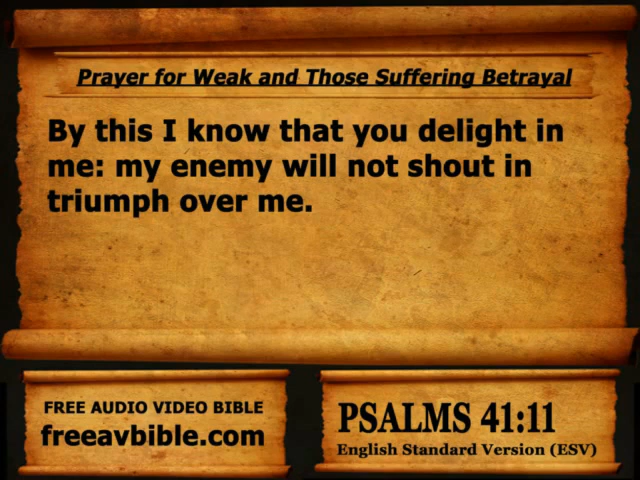 Prayer for Weak and Those Suffering Betrayal
By this I know that you delight in
me: my enemy will not shout in
triumph over me.
FREE AUDIO VIDEO BIBLE
freeavbible.com
PSALMS 41:11
English Standard Version (ESV)